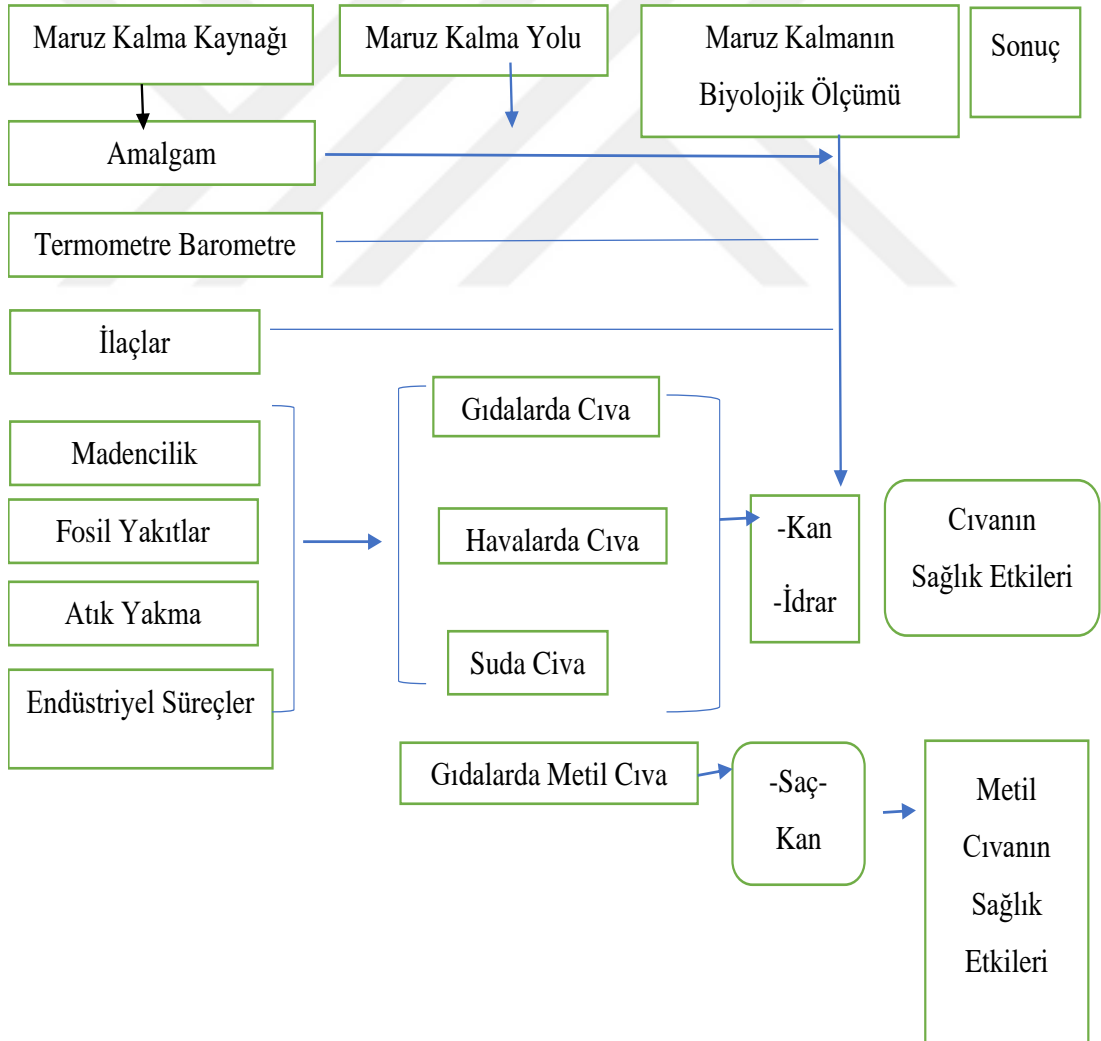 Maruz Kalma Kaynağı
Maruz Kalma Yolu
Maruz Kalmanın
Biyolojik Ölçümü
Sonuç
Amalgam
Termometre Barometre
İlaçlar
Madencilik
Fosil Yakıtlar
Atık Yakma
Endüstriyel Süreçler
Gıdalarda Cıva
Havalarda Cıva
Suda Civa
-Kan
-İdrar
Cıvanın
Sağlık Etkileri
Gıdalarda Metil Cıva
-Saç-
Kan
Metil
Cıvanın
Sağlık
Etkileri